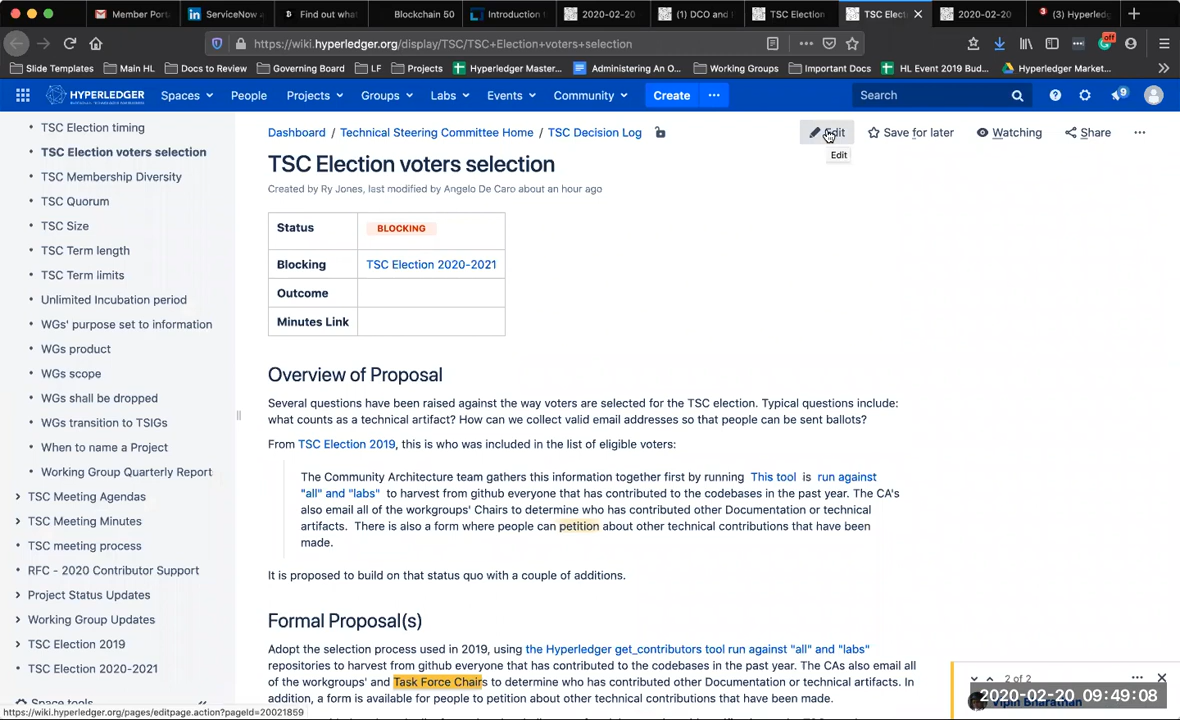 Member Port
ServiceNow
Find out what
Blockchain 50
Introduction
2020-02-20
(1) DCO and
TSC Election
TSC Elect
2020-02-20
(3) Hyperledg
https://wiki.hyperledger.org/display/TSC/TSC+Election+voters+selection
off
Slide Templates
Main HL
Docs to Review
Governing Board
LF
Projects
Hyperledger Master...
Administering An O...
Working Groups
Important Docs
HL Event 2019 Bud...
Hyperledger Market...
HYPERLEDGER
Spaces
People
Projects
Groups
Labs
Events
Community
Create
Search
9
TSC Election timing
TSC Election voters selection
TSC Membership Diversity
TSC Quorum
TSC Size
TSC Term length
TSC Term limits
Unlimited Incubation period
WGs' purpose set to information
WGs product
WGs scope
WGs shall be dropped
WGs transition to TSIGs
When to name a Project
Working Group Quarterly Report
TSC Meeting Agendas
TSC Meeting Minutes
TSC meeting process
RFC - 2020 Contributor Support
Project Status Updates
Working Group Updates
TSC Election 2019
TSC Election 2020-2021
Space tools
Dashboard / Technical Steering Committee Home / TSC Decision Log
Edit
Save for later
Watching
Share
Edit
TSC Election voters selection
Created by Ry Jones, last modified by Angelo De Caro about an hour ago
Status BLOCKING
Blocking TSC Election 2020-2021
Outcome
Minutes Link
Overview of Proposal
Several questions have been raised against the way voters are selected for the TSC election. Typical questions include:
what counts as a technical artifact? How can we collect valid email addresses so that people can be sent ballots?
From TSC Election 2019, this is who was included in the list of eligible voters:
The Community Architecture team gathers this information together first by running This tool is run against
"all" and "labs" to harvest from github everyone that has contributed to the codebases in the past year. The CA's
also email all of the workgroups' Chairs to determine who has contributed other Documentation or technical
artifacts. There is also a form where people can petition about other technical contributions that have been
made.
It is proposed to build on that status quo with a couple of additions.
Formal Proposal(s)
Adopt the selection process used in 2019, using the Hyperledger get_contributors tool run against "all" and "labs"
repositories to harvest from github everyone that has contributed to the codebases in the past year. The CAs also email all
of the workgroups' and Task Force Chairs to determine who has contributed other Documentation or technical artifacts. In
addition, a form is available for people to petition about other technical contributions that have been made.
2 of 2
Vipin Bharathan
2020-02-20 09:49:08
https://wiki.hyperledger.org/pages/editpage.action?pageId=20021859